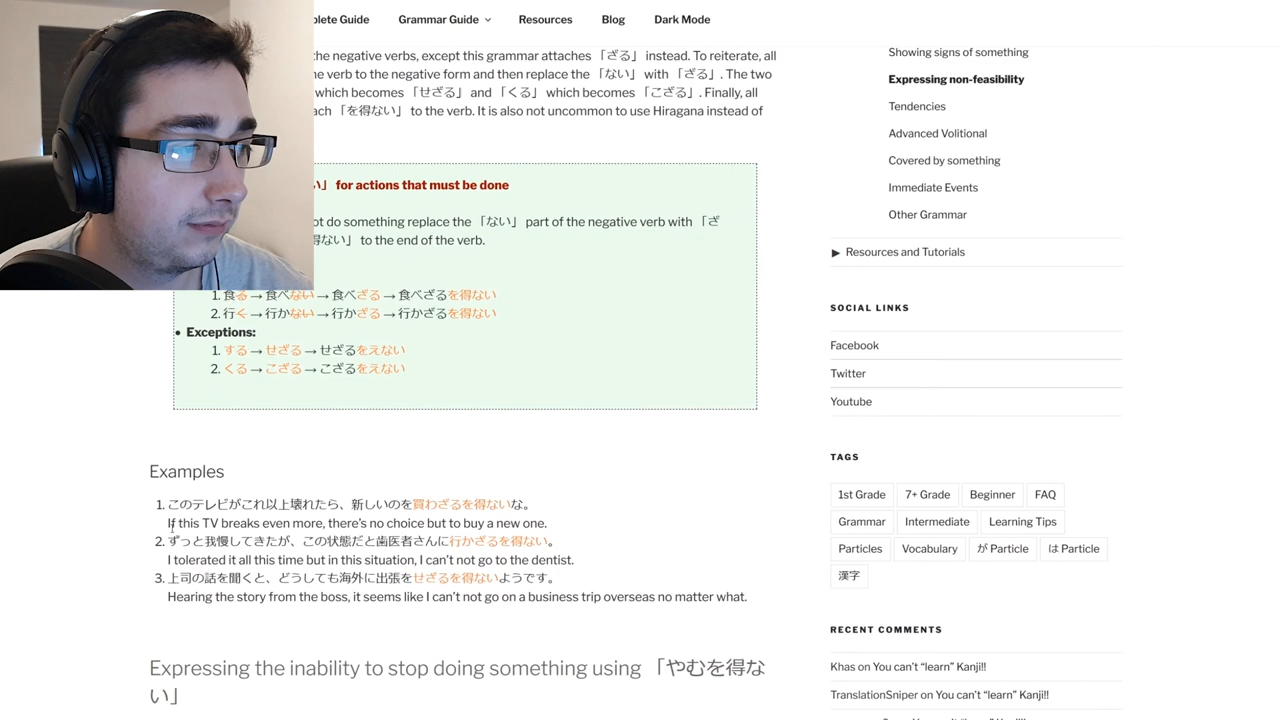 plete Guide
Grammar Guide
Resources
Blog
Dark Mode
the negative verbs, except this grammar attaches 「ざる」 instead. To reiterate, all
e verb to the negative form and then replace the 「ない」 with 「ざる」. The two
which becomes 「せざる」 and 「くる」 which becomes 「こざる」. Finally, all
ach 「を得ない」 to the verb. It is also not uncommon to use Hiragana instead of
い」 for actions that must be done
ot do something replace the 「ない」 part of the negative verb with 「ざ
得ない」 to the end of the verb.
1. 食る → 食べない → 食べざる → 食べざるを得ない
2. 行く → 行かない → 行かざる → 行かざるを得ない
• Exceptions:
1. する → せざる → せざるをえない
2. くる → こざる → こざるをえない
Examples
1. このテレビがこれ以上壊れたら、新しいのを買わざるを得ないな。
If this TV breaks even more, there's no choice but to buy a new one.
2. ずっと我慢してきたが、この状態だと歯医者さんに行かざるを得ない。
I tolerated it all this time but in this situation, I can't not go to the dentist.
3. 上司の話を聞くと、どうしても海外に出張をせざるを得ないようです。
Hearing the story from the boss, it seems like I can't not go on a business trip overseas no matter what.
Expressing the inability to stop doing something using 「やむを得な
い」
Showing signs of something
Expressing non-feasibility
Tendencies
Advanced Volitional
Covered by something
Immediate Events
Other Grammar
▶ Resources and Tutorials
SOCIAL LINKS
Facebook
Twitter
Youtube
TAGS
1st Grade
7+ Grade
Beginner
FAQ
Grammar
Intermediate
Learning Tips
Particles
Vocabulary
が Particle
は Particle
漢字
RECENT COMMENTS
Khas on You can't "learn" Kanji!!
TranslationSniper on You can't "learn" Kanji!!